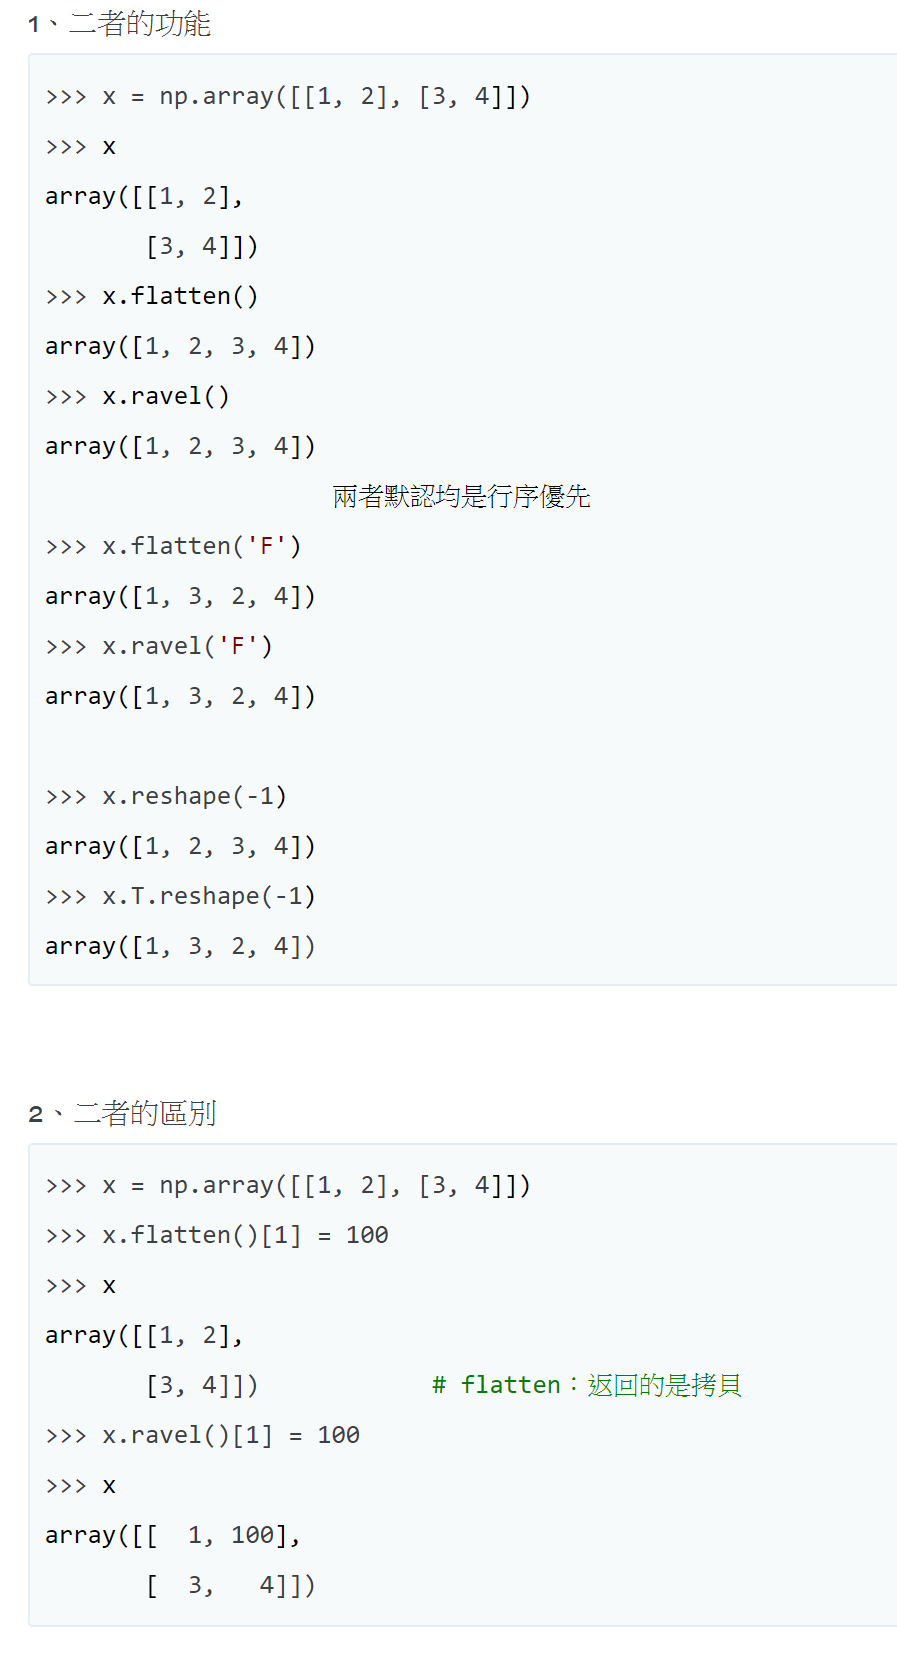 1、二者的功能
>>> x = np.array([[1, 2], [3, 4]])
>>> x
array([[1, 2],
       [3, 4]])
>>> x.flatten()
array([1, 2, 3, 4])
>>> x.ravel()
array([1, 2, 3, 4])
                    兩者默認均是行序優先
>>> x.flatten('F')
array([1, 3, 2, 4])
>>> x.ravel('F')
array([1, 3, 2, 4])
>>> x.reshape(-1)
array([1, 2, 3, 4])
>>> x.T.reshape(-1)
array([1, 3, 2, 4])
2、二者的區別
>>> x = np.array([[1, 2], [3, 4]])
>>> x.flatten()[1] = 100
>>> x
array([[1, 2],
       [3, 4]])            # flatten：返回的是拷貝
>>> x.ravel()[1] = 100
>>> x
array([[  1, 100],
       [  3,   4]])